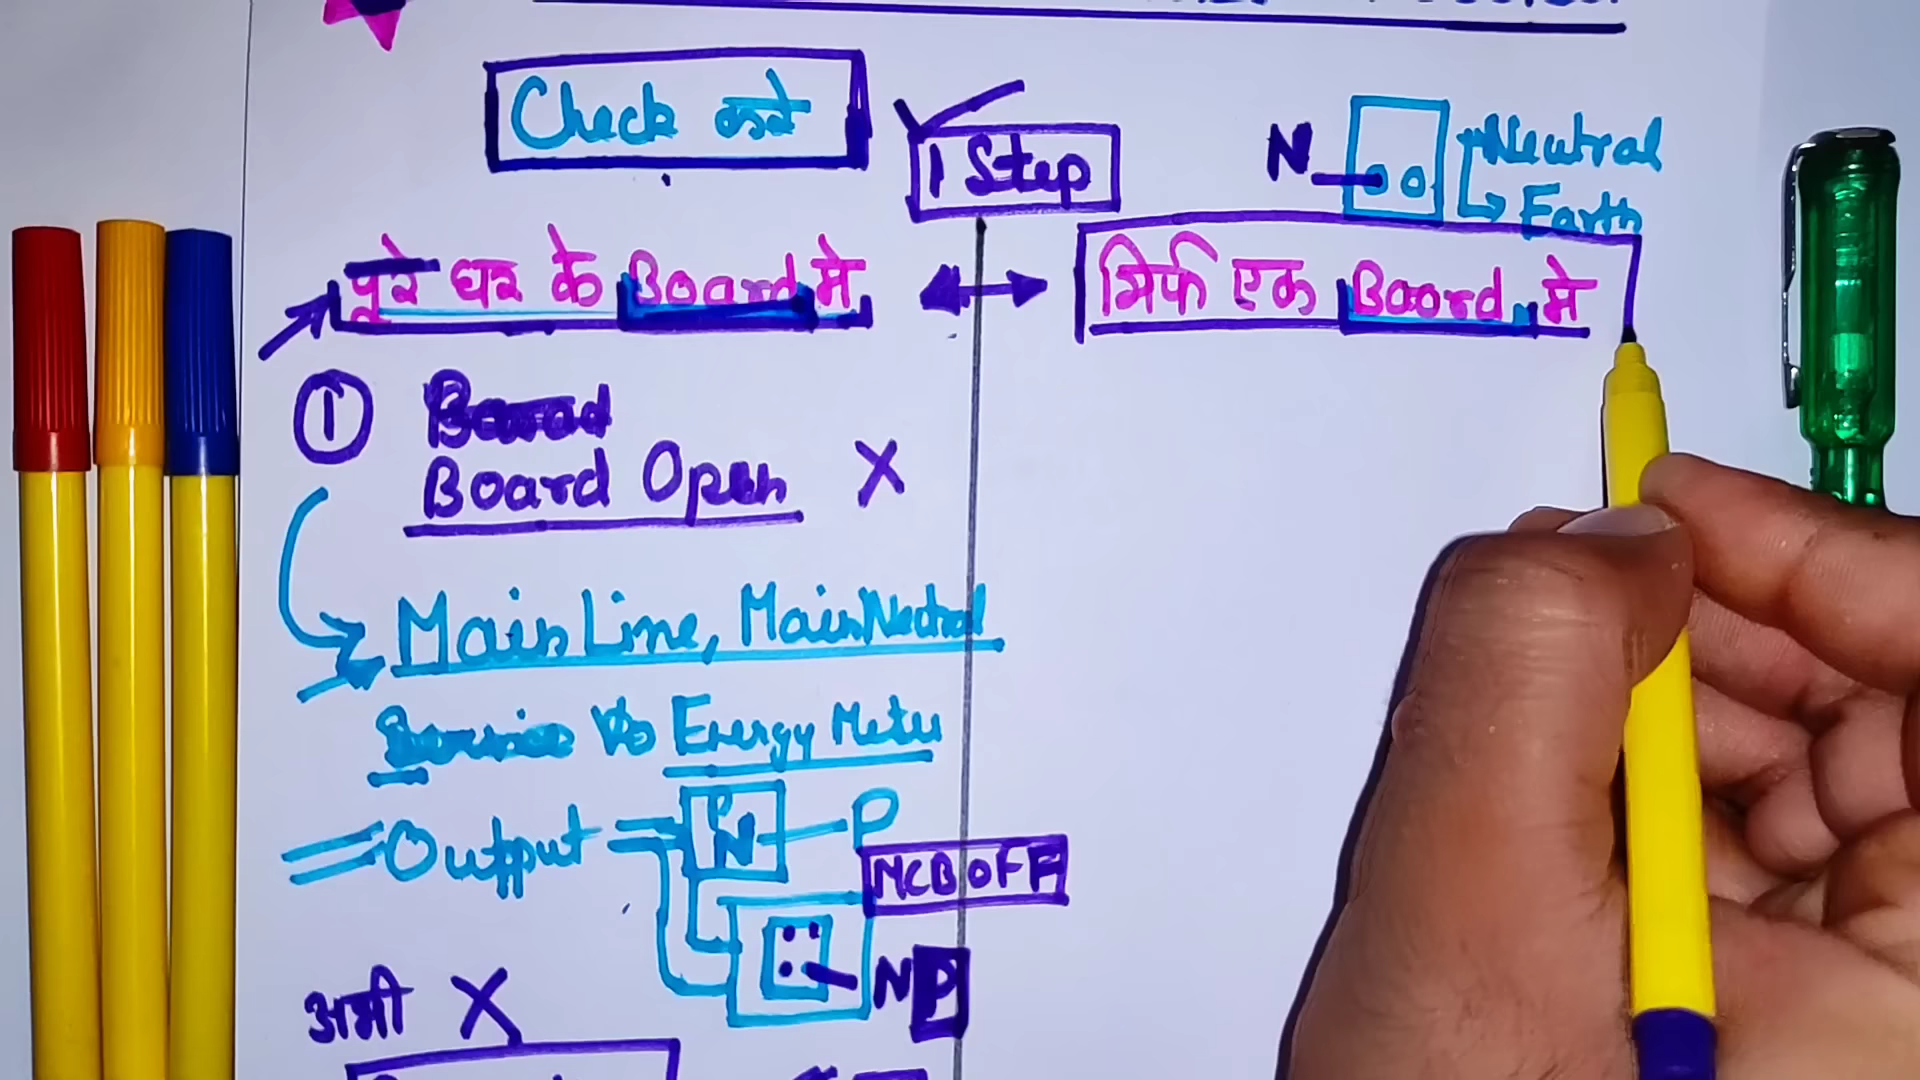 Check करे
1 Step
N
Neutral
Earth
पूरे घर के Board मे
सिर्फ एक Board मे
1
Board Open X
Main Line, Main Neutral
Energy Meter
Output
P
N
P
MCB OFF
N P
अभी X